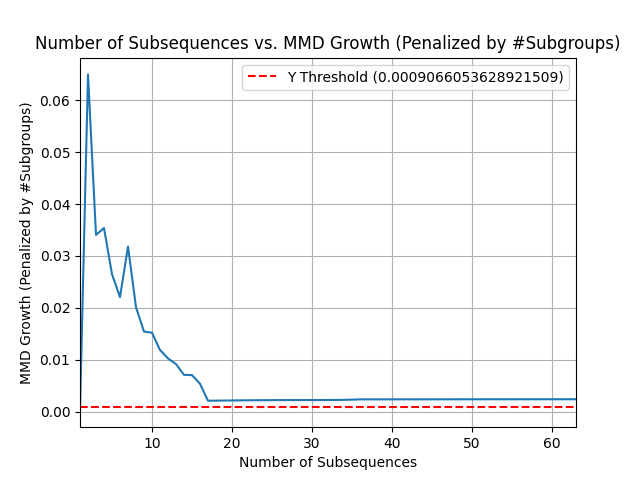 Number of Subsequences vs. MMD Growth (Penalized by #Subgroups)
Y Threshold (0.0009066053628921509)
MMD Growth (Penalized by #Subgroups)
0.06
0.05
0.04
0.03
0.02
0.01
0.00
10 20 30 40 50 60
Number of Subsequences